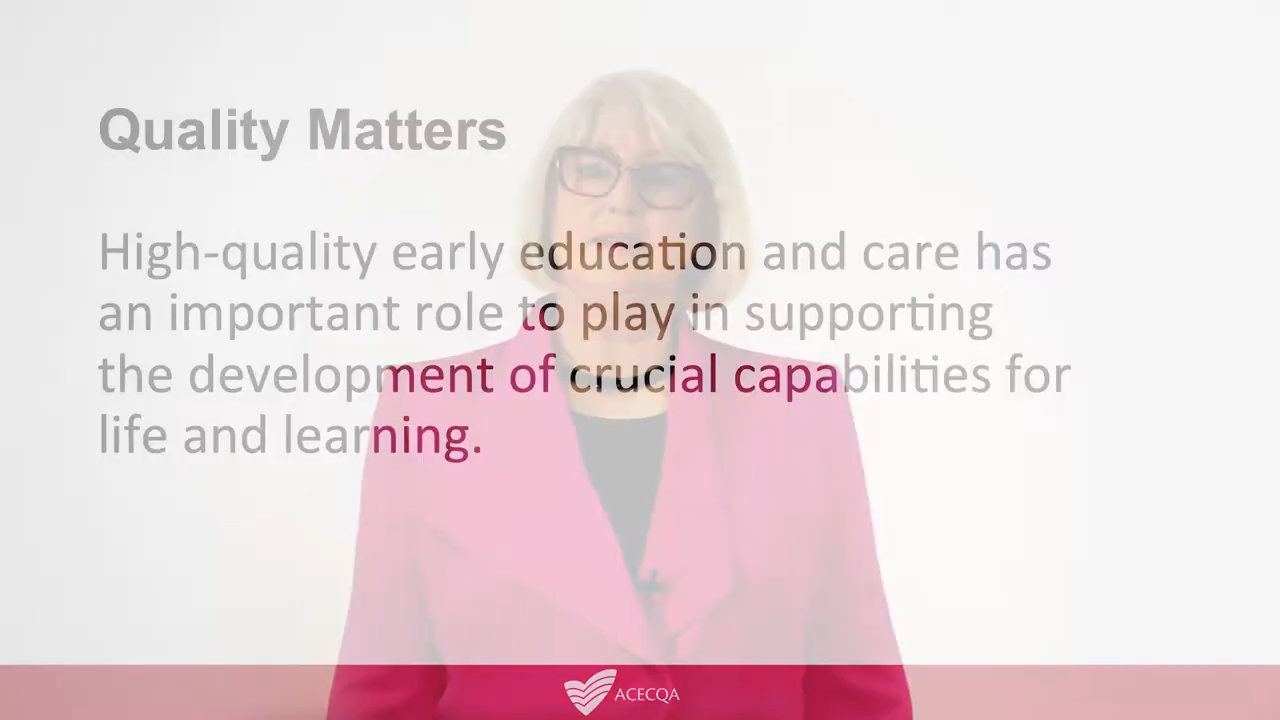 Quality Matters
High-quality early education and care has
an important role to play in supporting
the development of crucial capabilities for
life and learning.
ACECQA